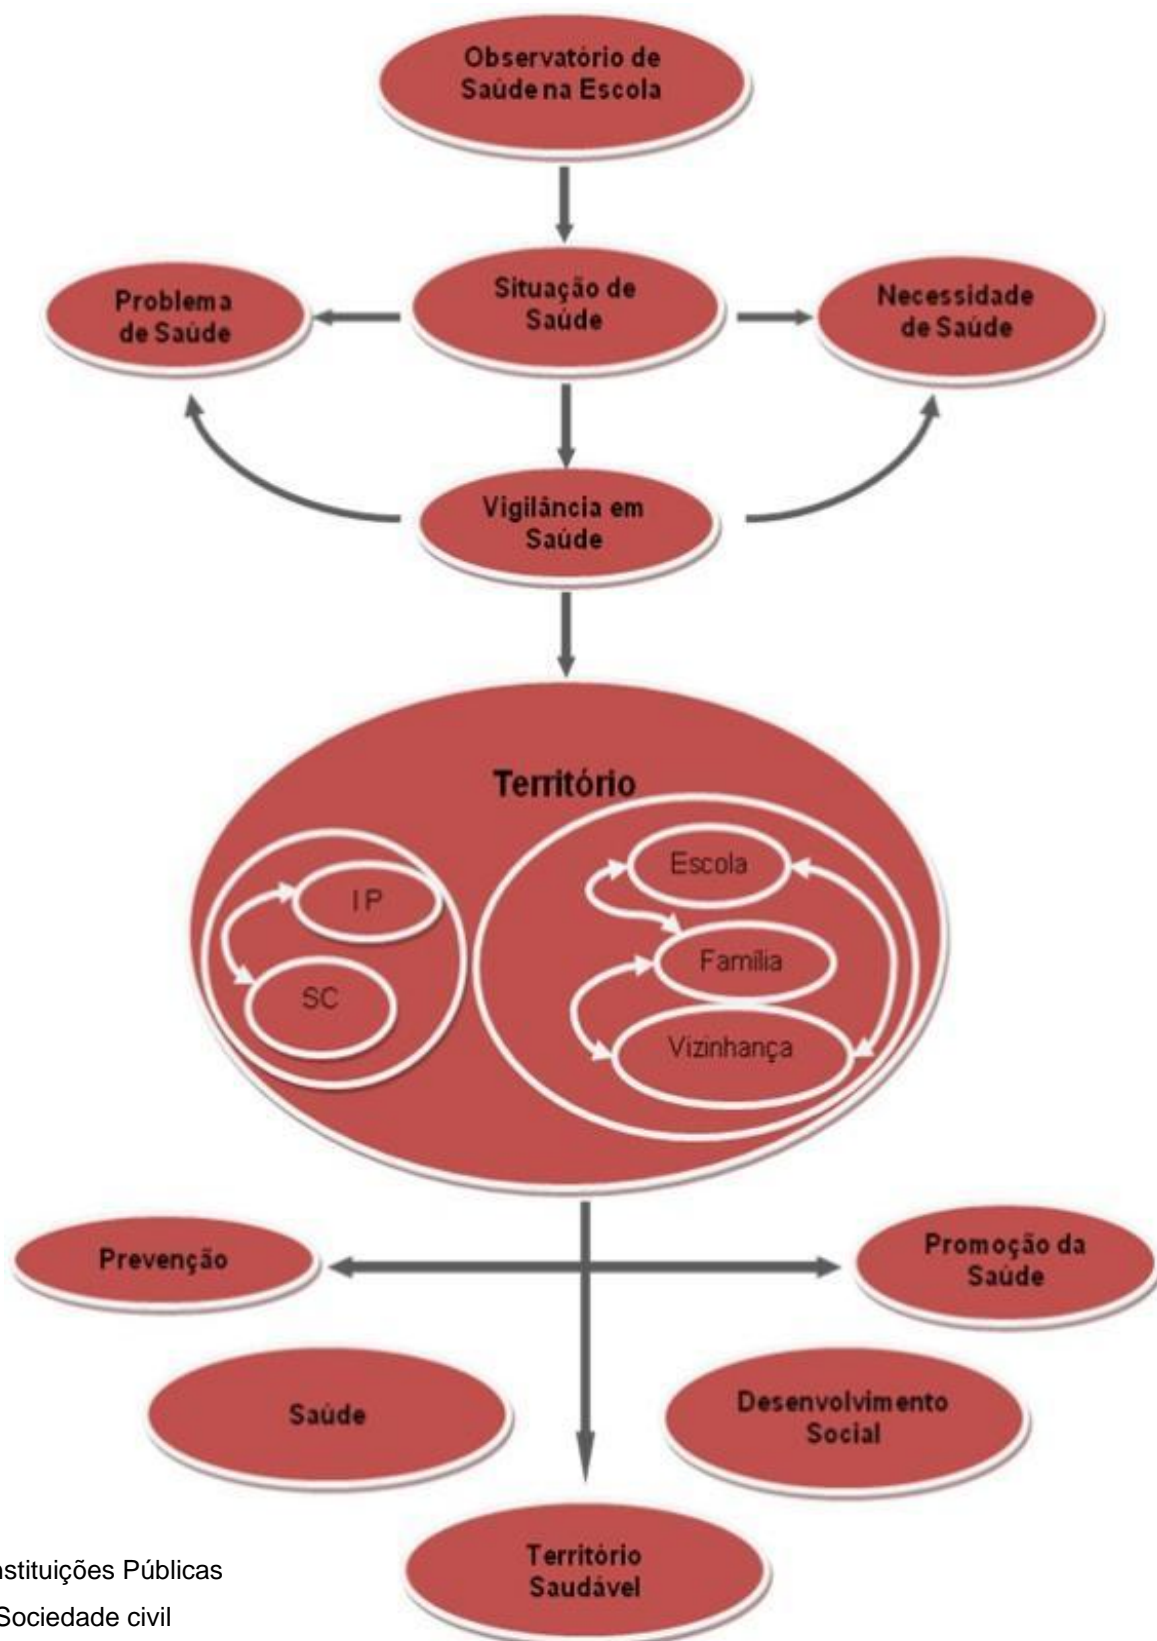 Observatório de
Saúde na Escola
Situação de
Saúde
Problema
de Saúde
Necessidade
de Saúde
Vigilância em
Saúde
Território
Escola
I P
Família
SC
Vizinhança
Prevenção
Promoção da
Saúde
Saúde
Desenvolvimento
Social
Território
Saudável
nstituições Públicas
Sociedade civil